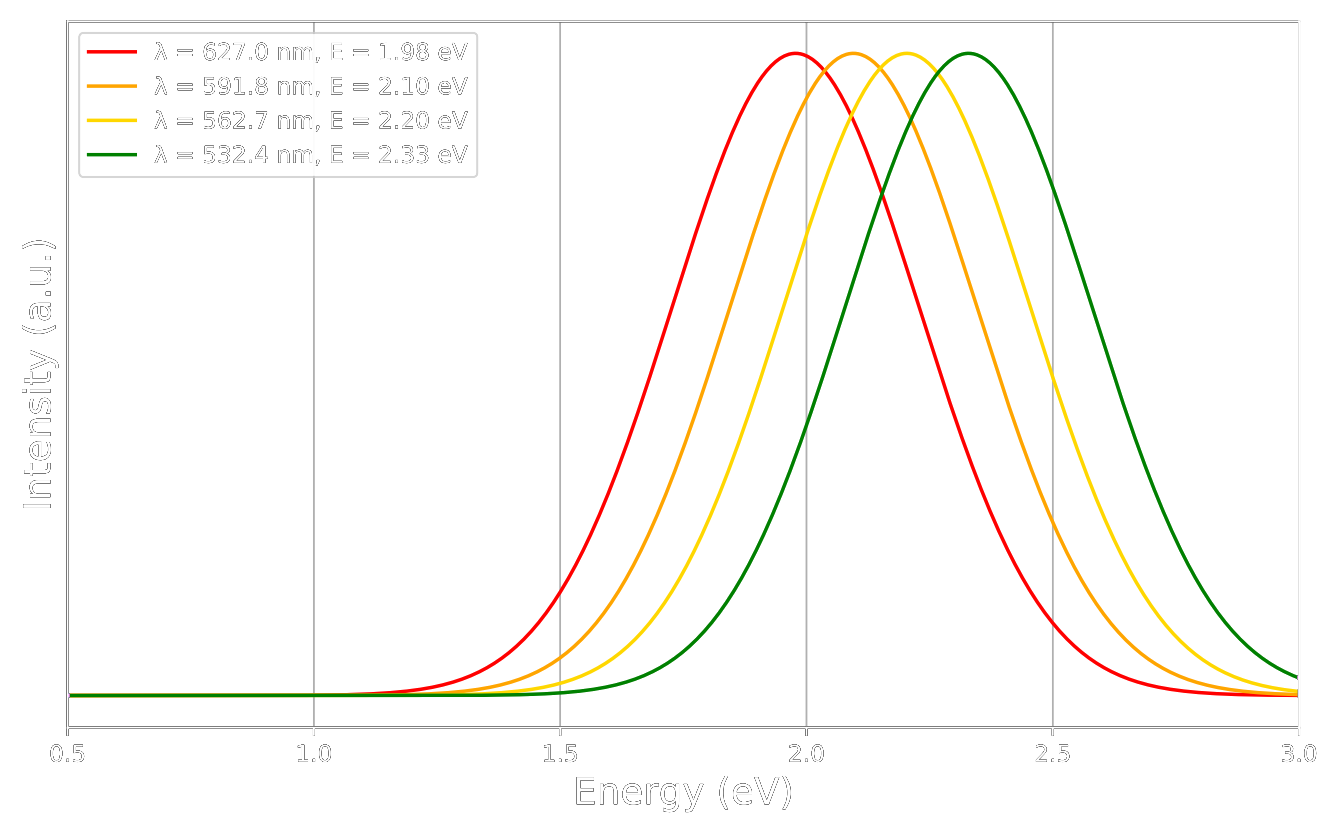 λ = 627.0 nm, E = 1.98 eV
λ = 591.8 nm, E = 2.10 eV
λ = 562.7 nm, E = 2.20 eV
λ = 532.4 nm, E = 2.33 eV
Intensity (a.u.)
0.5 1.0 1.5 2.0 2.5 3.0
Energy (eV)